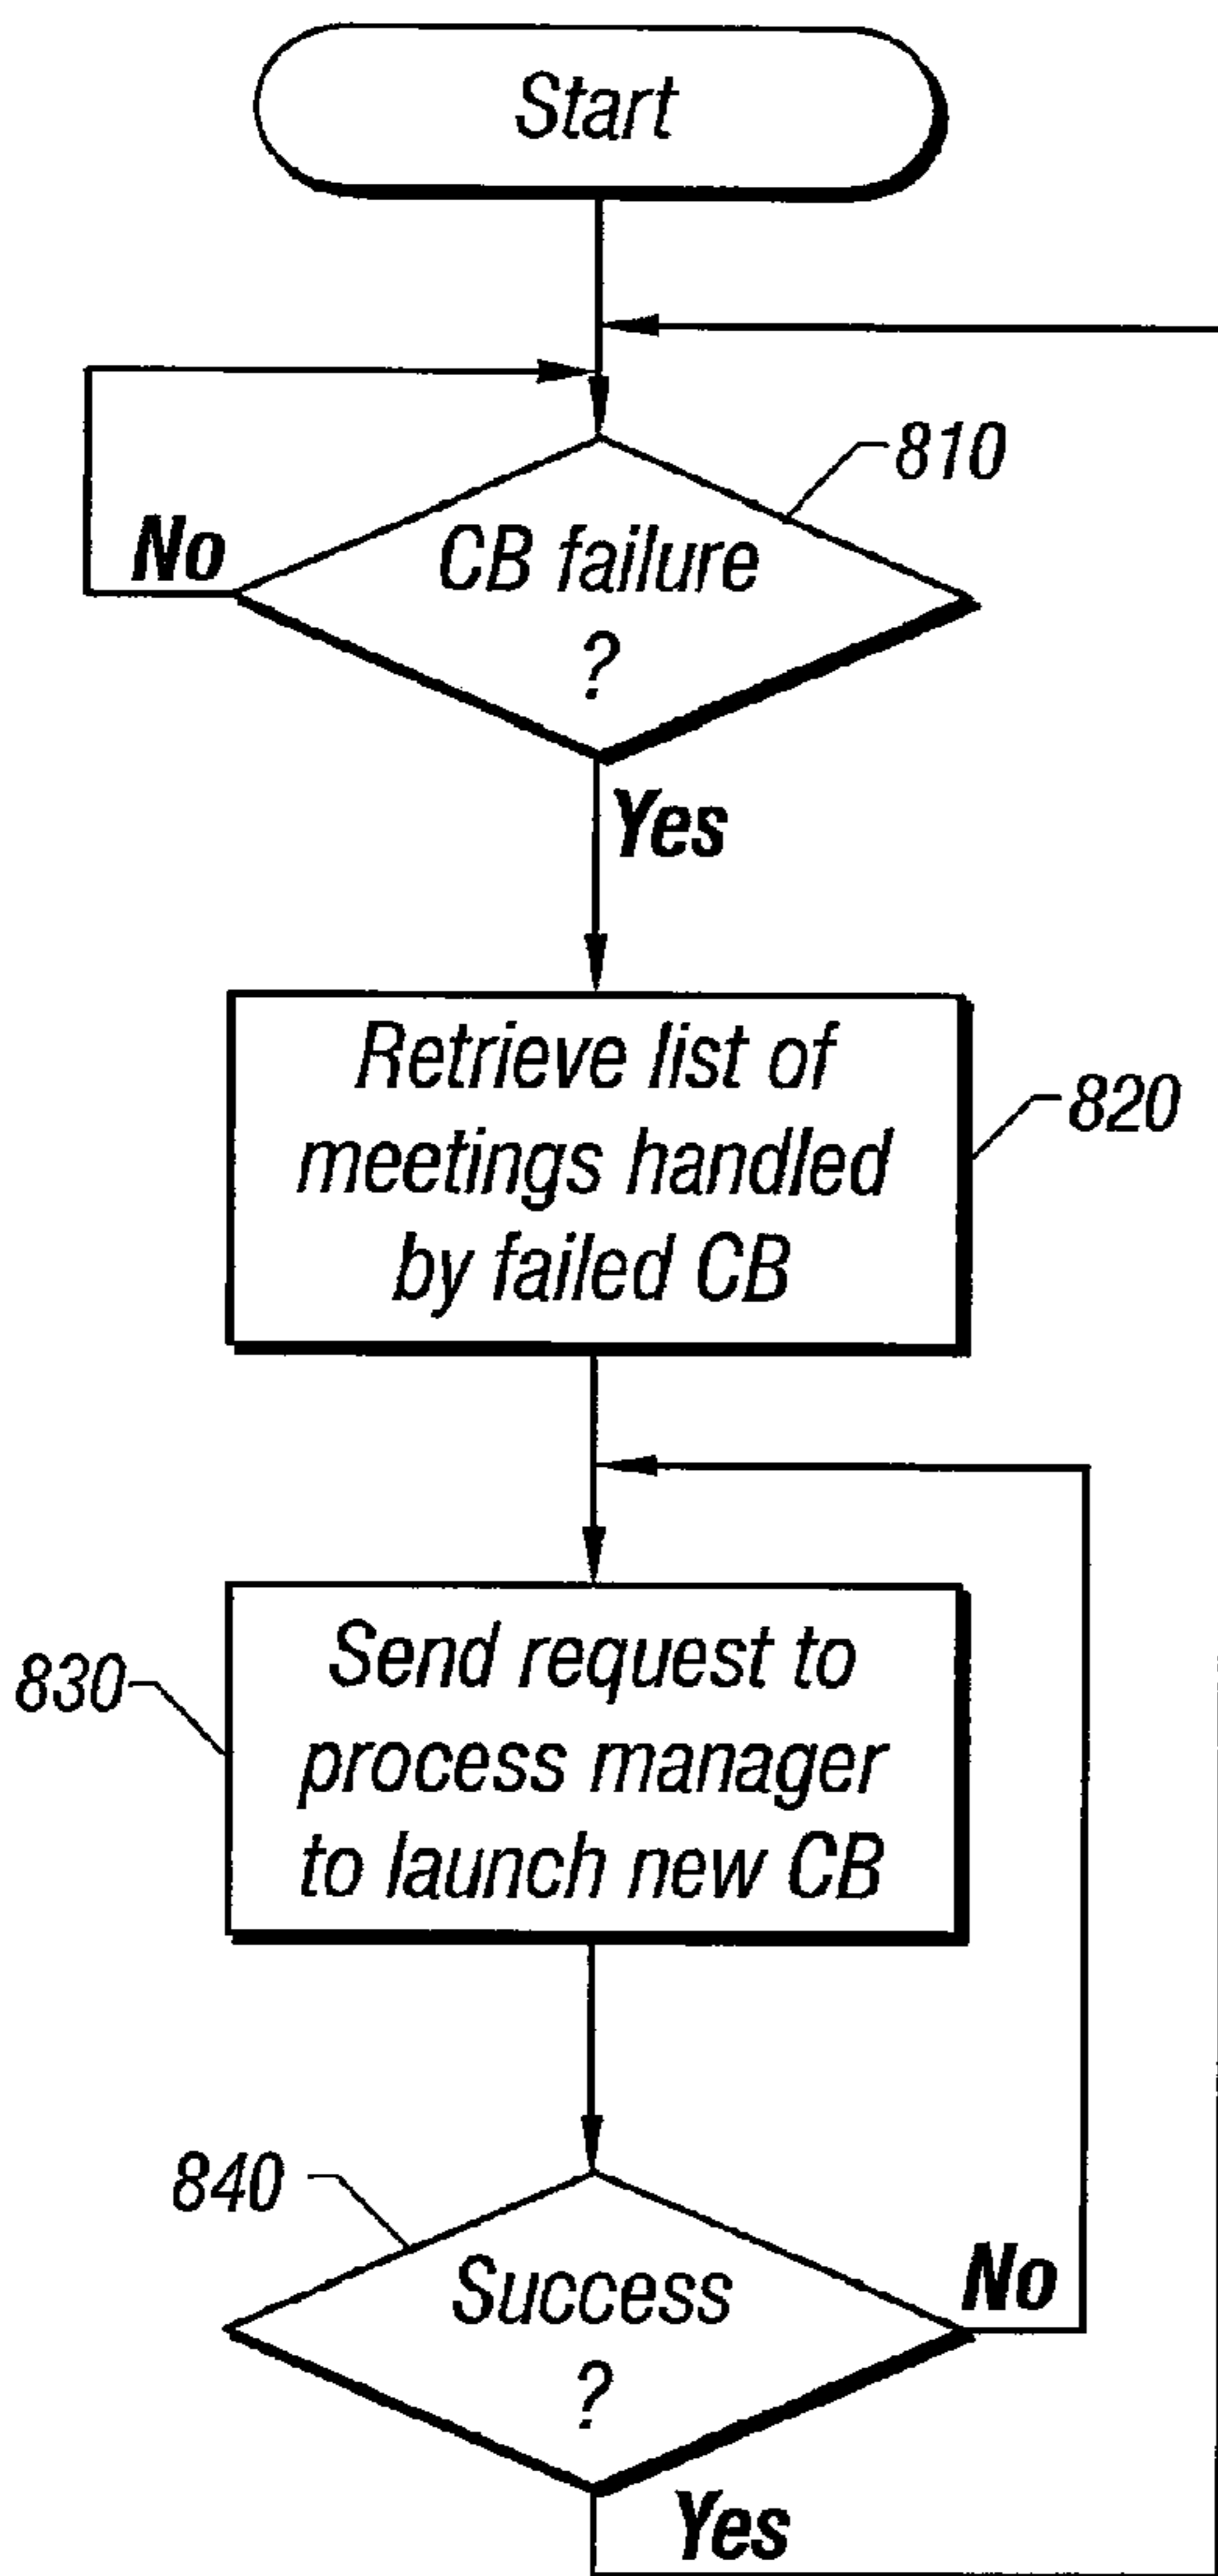 Start
810
CB failure
?
No
Yes
Retrieve list of
meetings handled
by failed CB
820
830
Send request to
process manager
to launch new CB
840
Success
?
No
Yes